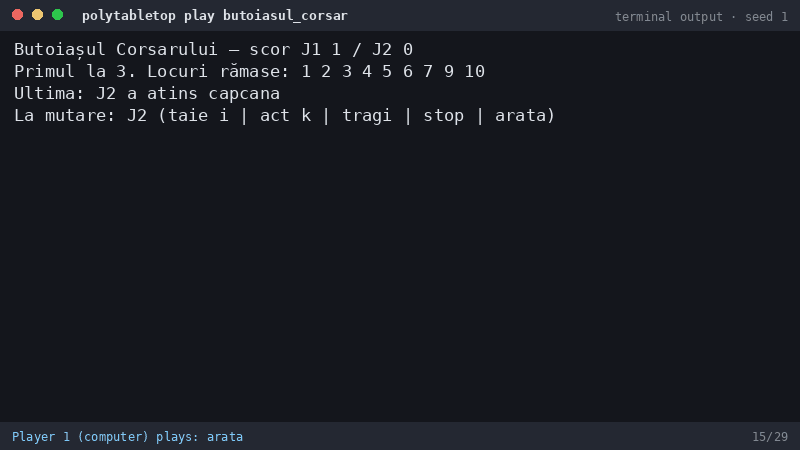 polytabletop play butoiasul_corsar
terminal output · seed 1
Butoiașul Corsarului — scor J1 1 / J2 0
Primul la 3. Locuri rămase: 1 2 3 4 5 6 7 9 10
Ultima: J2 a atins capcana
La mutare: J2 (taie i | act k | tragi | stop | arata)
Player 1 (computer) plays: arata
15/29